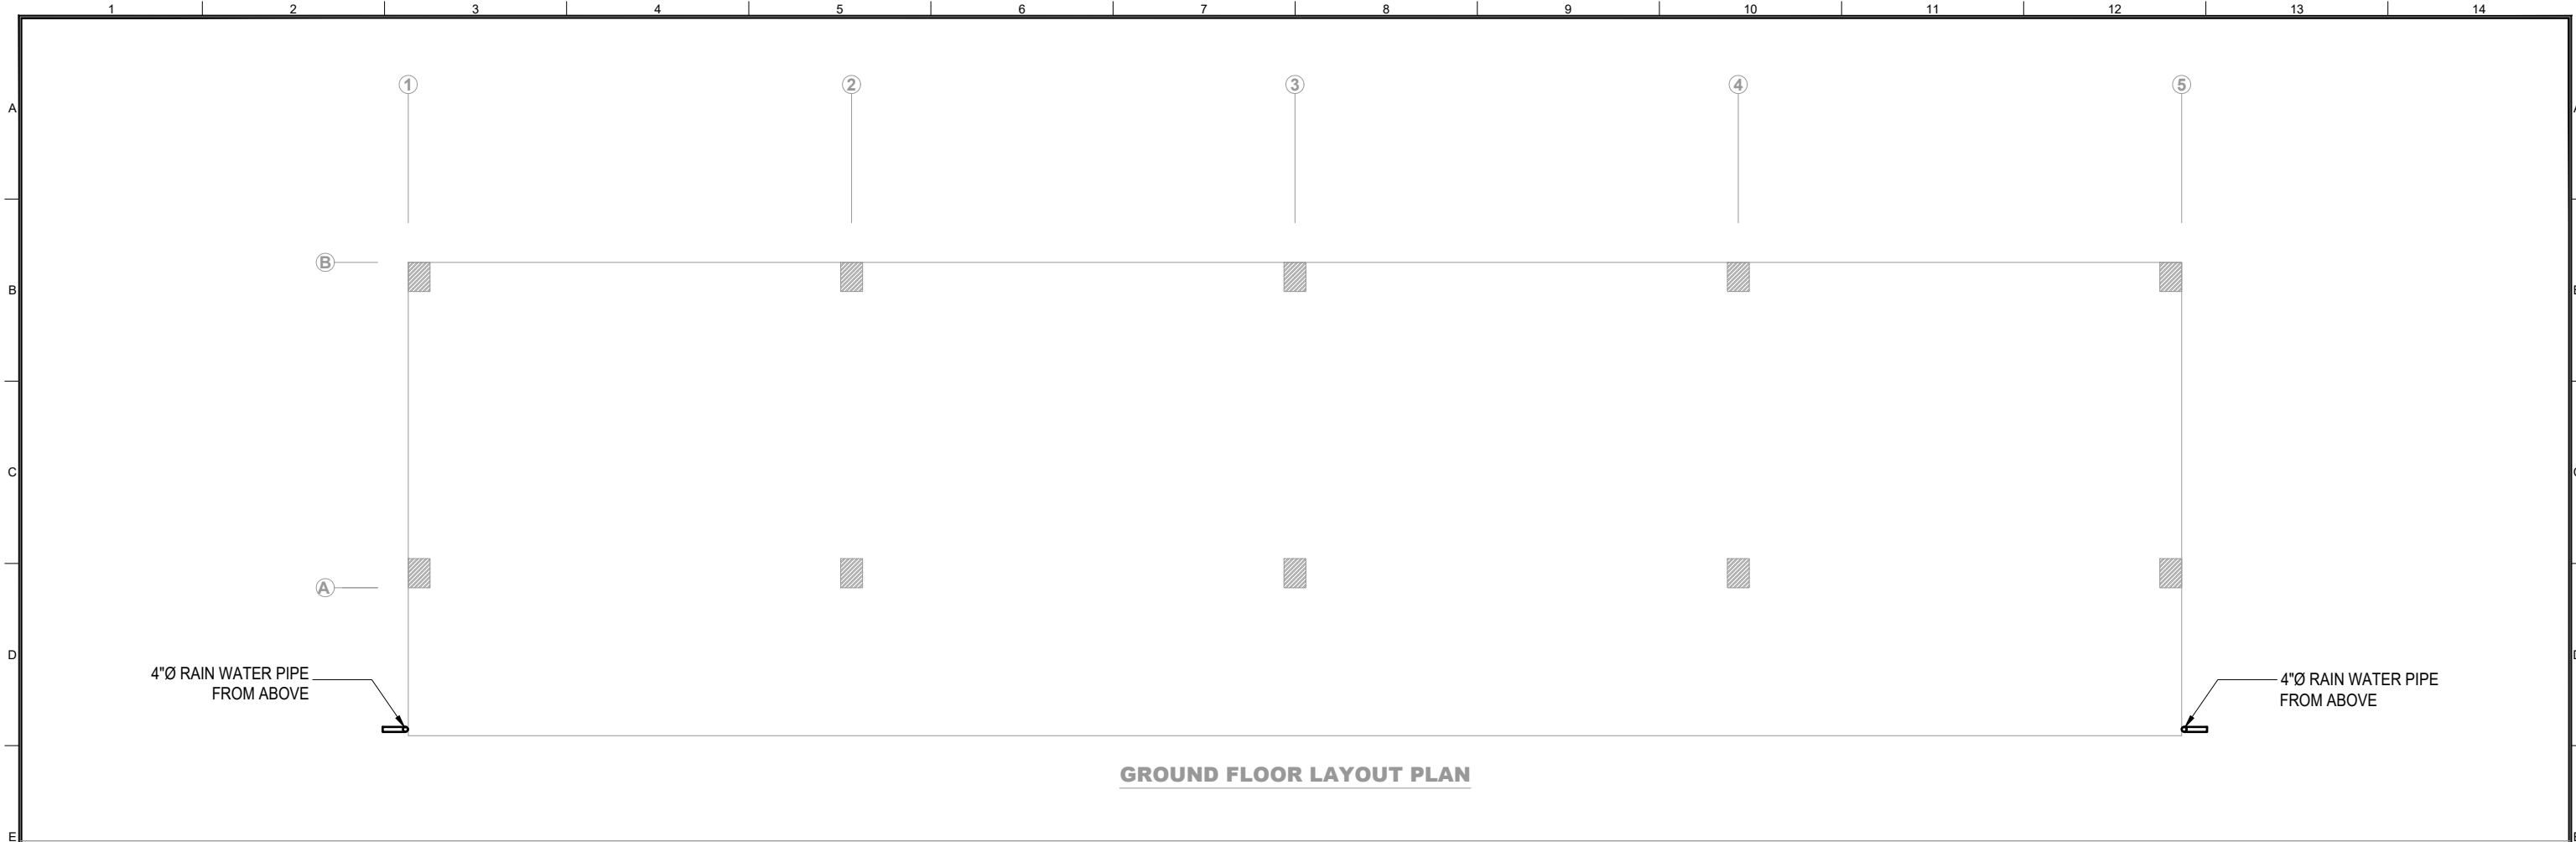 1 2 3 4 5 6 7 8 9 10 11 12 13 14
1 2 3 4 5
A A
B
B B
C C
A
D D
4"Ø RAIN WATER PIPE
FROM ABOVE
4"Ø RAIN WATER PIPE
FROM ABOVE
GROUND FLOOR LAYOUT PLAN
E E